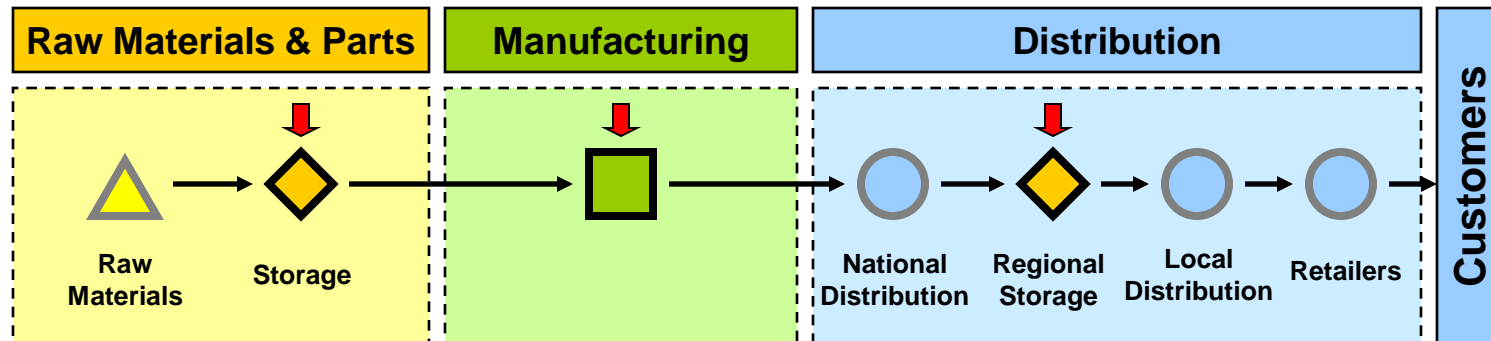 Raw Materials & Parts
Manufacturing
Distribution
Customers
Raw
Materials
Storage
National
Distribution
Regional
Storage
Local
Distribution
Retailers